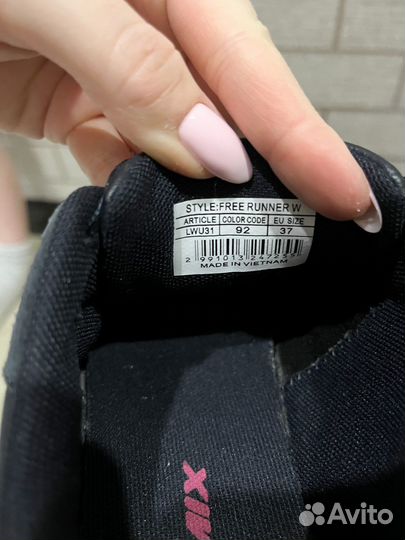 STYLE:FREE RUNNER W
ARTICLE COLOR CODE EU SIZE
LWU31 92 37
MADE IN VIETNAM
Avito